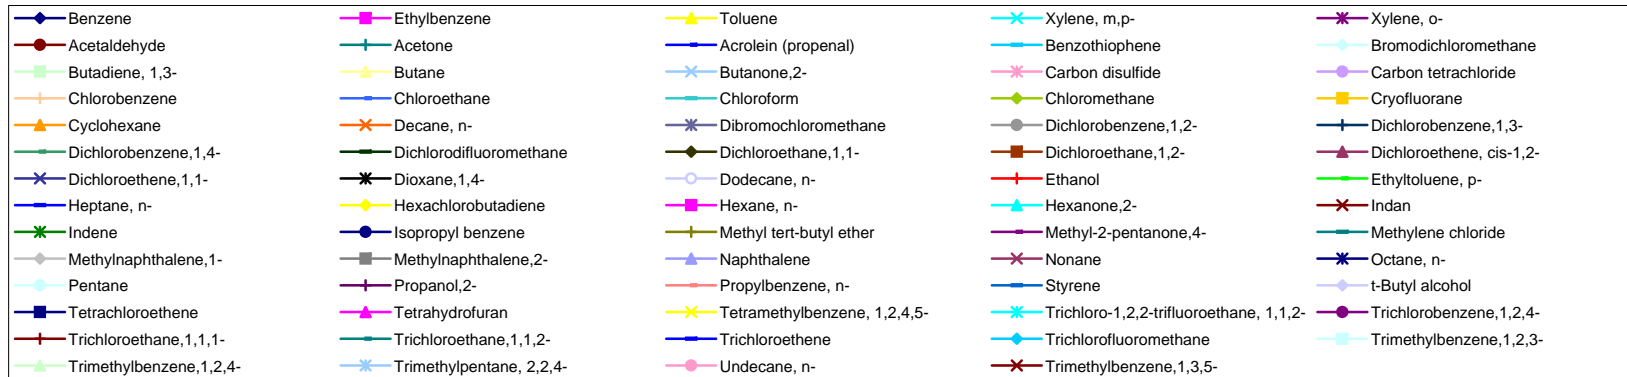 Benzene Ethylbenzene Toluene Xylene, m,p- Xylene, o-
Acetaldehyde Acetone Acrolein (propenal) Benzothiophene Bromodichloromethane
Butadiene, 1,3- Butane Butanone,2- Carbon disulfide Carbon tetrachloride
Chlorobenzene Chloroethane Chloroform Chloromethane Cryofluorane
Cyclohexane Decane, n- Dibromochloromethane Dichlorobenzene,1,2- Dichlorobenzene,1,3-
Dichlorobenzene,1,4- Dichlorodifluoromethane Dichloroethane,1,1- Dichloroethane,1,2- Dichloroethene, cis-1,2-
Dichloroethene,1,1- Dioxane,1,4- Dodecane, n- Ethanol Ethyltoluene, p-
Heptane, n- Hexachlorobutadiene Hexane, n- Hexanone,2- Indan
Indene Isopropyl benzene Methyl tert-butyl ether Methyl-2-pentanone,4- Methylene chloride
Methylnaphthalene,1- Methylnaphthalene,2- Naphthalene Nonane Octane, n-
Pentane Propanol,2- Propylbenzene, n- Styrene t-Butyl alcohol
Tetrachloroethene Tetrahydrofuran Tetramethylbenzene, 1,2,4,5- Trichloro-1,2,2-trifluoroethane, 1,1,2- Trichlorobenzene,1,2,4-
Trichloroethane,1,1,1- Trichloroethane,1,1,2- Trichloroethene Trichlorofluoromethane Trimethylbenzene,1,2,3-
Trimethylbenzene,1,2,4- Trimethylpentane, 2,2,4- Undecane, n- Trimethylbenzene,1,3,5-